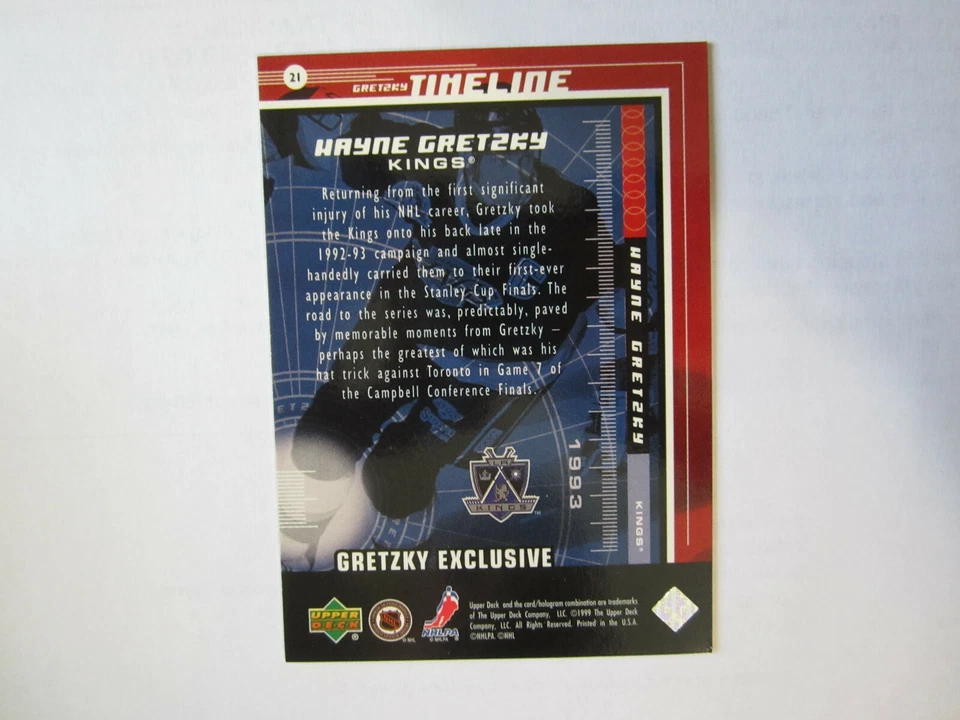 21
GRETZKY TIMELINE
WAYNE GRETZKY
KINGS®
Returning from the first significant
injury of his NHL career, Gretzky took
the Kings onto his back late in the
1992-93 campaign and almost single-
handedly carried them to their first-ever
appearance in the Stanley Cup Finals. The
road to the series was, predictably, paved
by memorable moments from Gretzky –
perhaps the greatest of which was his
hat trick against Toronto in Game 7 of
the Campbell Conference Finals.
WAYNE GRETZKY
KINGS®
1993
KINGS
™
GRETZKY EXCLUSIVE
UPPER
DECK
®
NHL
© NHL
NHLPA
© NHLPA
Upper Deck and the card/hologram combination are trademarks
of The Upper Deck Company, LLC. ©1999 The Upper Deck
Company, LLC. All Rights Reserved. Printed in the U.S.A.
©NHLPA ©NHL